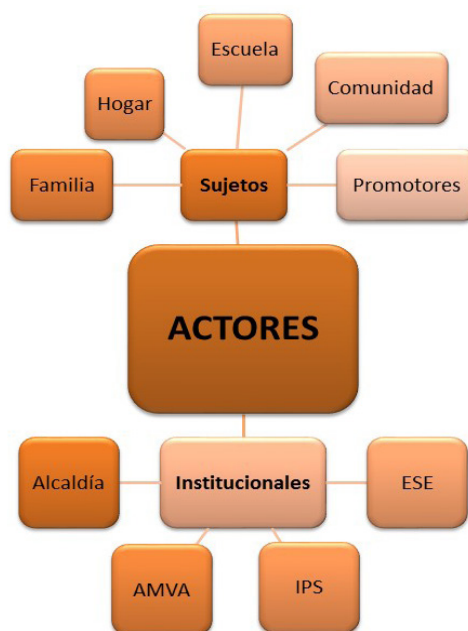 Escuela
Comunidad
Hogar
Familia
Sujetos
Promotores
ACTORES
Alcaldía
Institucionales
ESE
AMVA
IPS